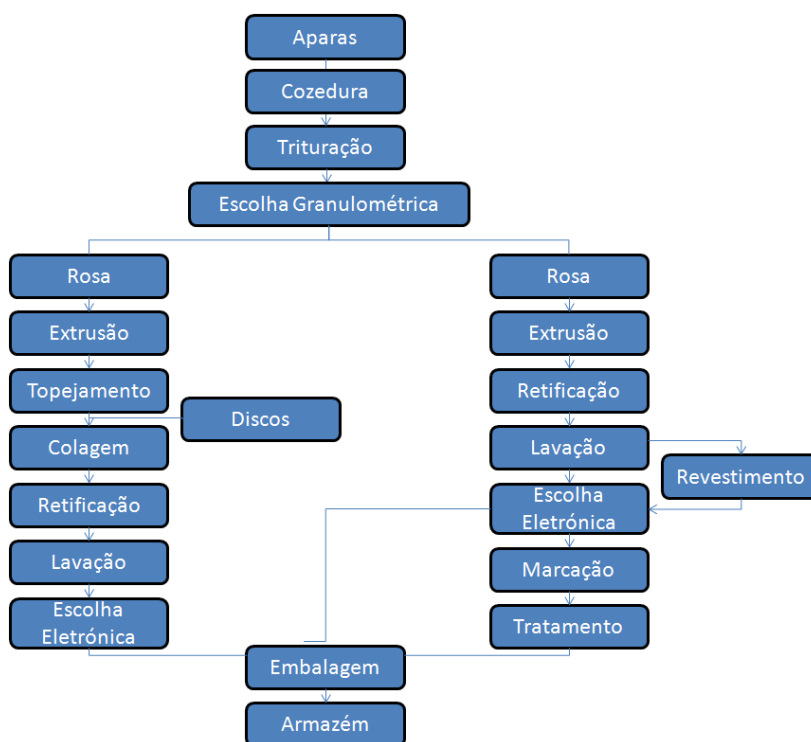 Aparas
Cozedura
Trituração
Escolha Granulométrica
Rosa
Extrusão
Topejamento
Discos
Colagem
Retificação
Lavação
Escolha
Eletrónica
Rosa
Extrusão
Retificação
Lavação
Revestimento
Escolha
Eletrónica
Marcação
Tratamento
Embalagem
Armazém